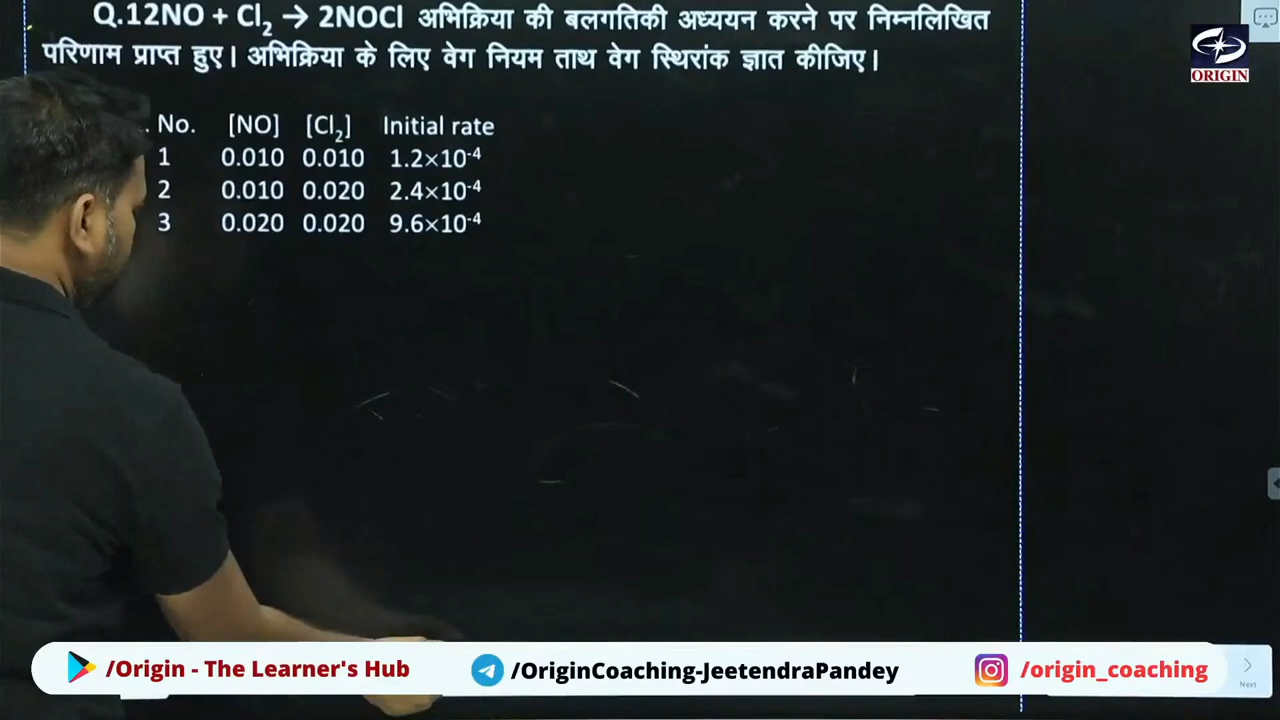 Q.12NO + Cl₂ → 2NOCl अभिक्रिया की बलगतिकी अध्ययन करने पर निम्नलिखित
परिणाम प्राप्त हुए। अभिक्रिया के लिए वेग नियम ताथ वेग स्थिरांक ज्ञात कीजिए।
ORIGIN
. No. [NO] [Cl₂] Initial rate
1 0.010 0.010 1.2×10⁻⁴
2 0.010 0.020 2.4×10⁻⁴
3 0.020 0.020 9.6×10⁻⁴
/Origin - The Learner's Hub /OriginCoaching-JeetendraPandey /origin_coaching
Next